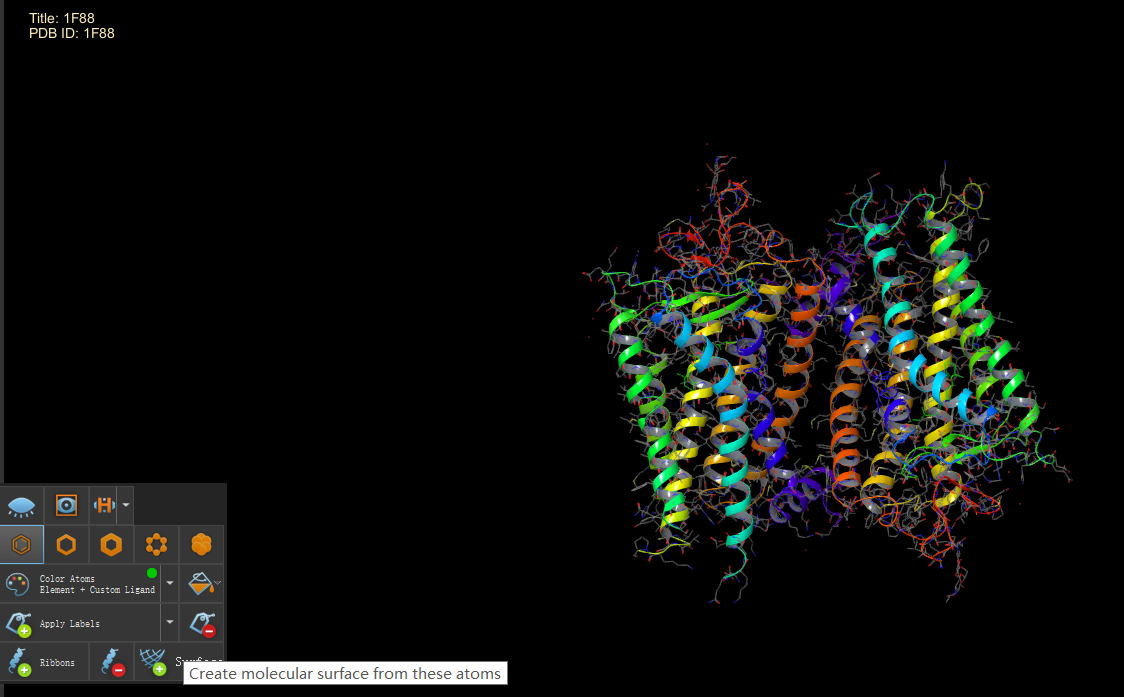 Title: 1F88
PDB ID: 1F88
Color Atoms
Element + Custom Ligand
Apply Labels
Ribbons
Create molecular surface from these atoms